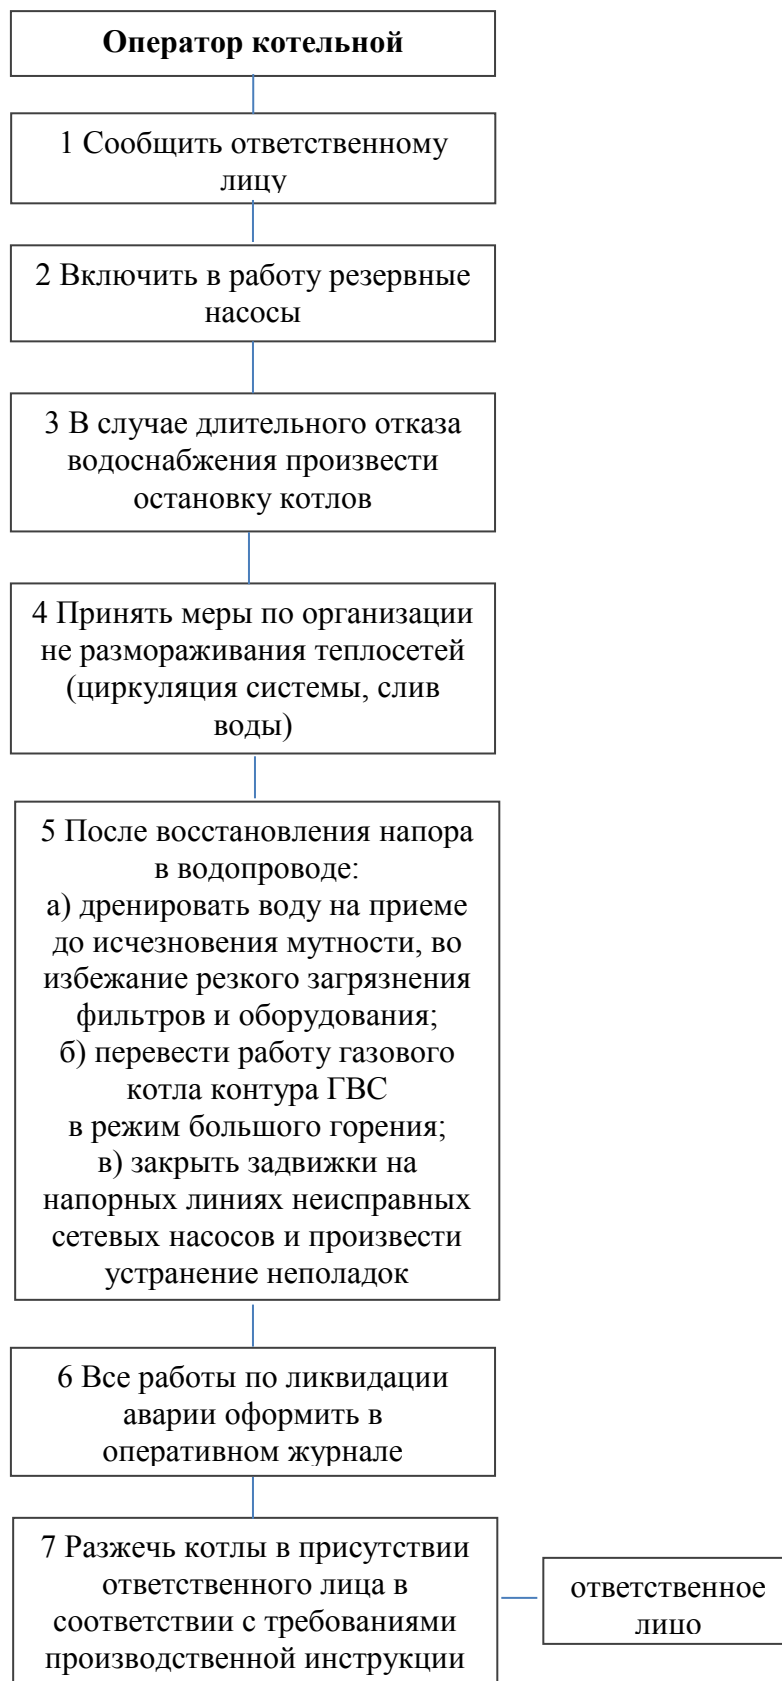 Оператор котельной
1 Сообщить ответственному
лицу
2 Включить в работу резервные
насосы
3 В случае длительного отказа
водоснабжения произвести
остановку котлов
4 Принять меры по организации
не размораживания теплосетей
(циркуляция системы, слив
воды)
5 После восстановления напора
в водопроводе:
а) дренировать воду на приеме
до исчезновения мутности, во
избежание резкого загрязнения
фильтров и оборудования;
б) перевести работу газового
котла контура ГВС
в режим большого горения;
в) закрыть задвижки на
напорных линиях неисправных
сетевых насосов и произвести
устранение неполадок
6 Все работы по ликвидации
аварии оформить в
оперативном журнале
7 Разжечь котлы в присутствии
ответственного лица в
соответствии с требованиями
производственной инструкции
ответственное
лицо